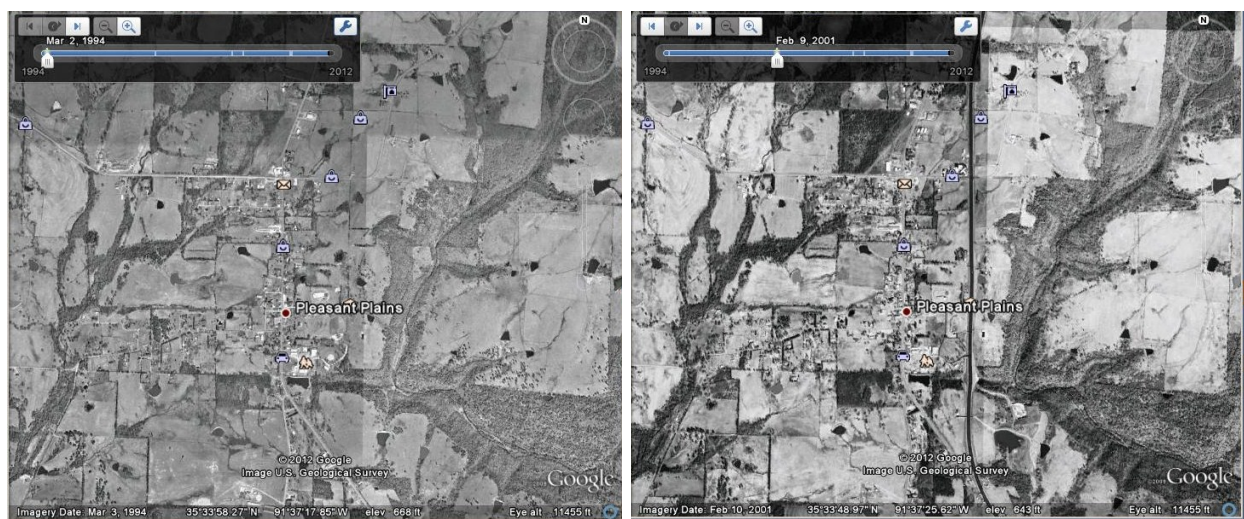 Mar 2, 1994
1994 2012
N
Pleasant Plains
© 2012 Google
Image U.S. Geological Survey
Google
Imagery Date: Mar 3, 1994 35°33'58.27" N 91°37'17.85" W elev 668 ft Eye alt 11455 ft
Feb 9, 2001
1994 2012
N
Pleasant Plains
© 2012 Google
Image U.S. Geological Survey
Google
Imagery Date: Feb 10, 2001 35°33'48.97" N 91°37'25.62" W elev 643 ft Eye alt 11455 ft